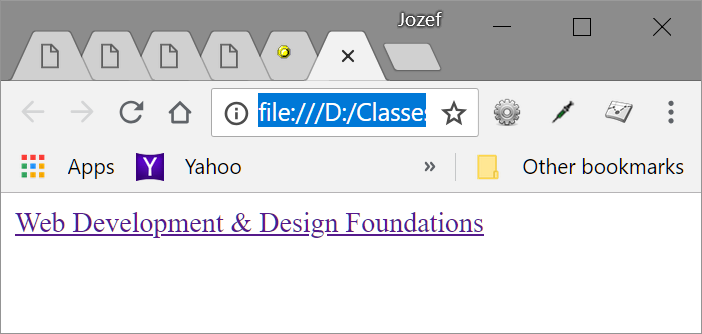 Jozef
file:///D:/Classes
Apps
Y
Yahoo
»
Other bookmarks
Web Development & Design Foundations